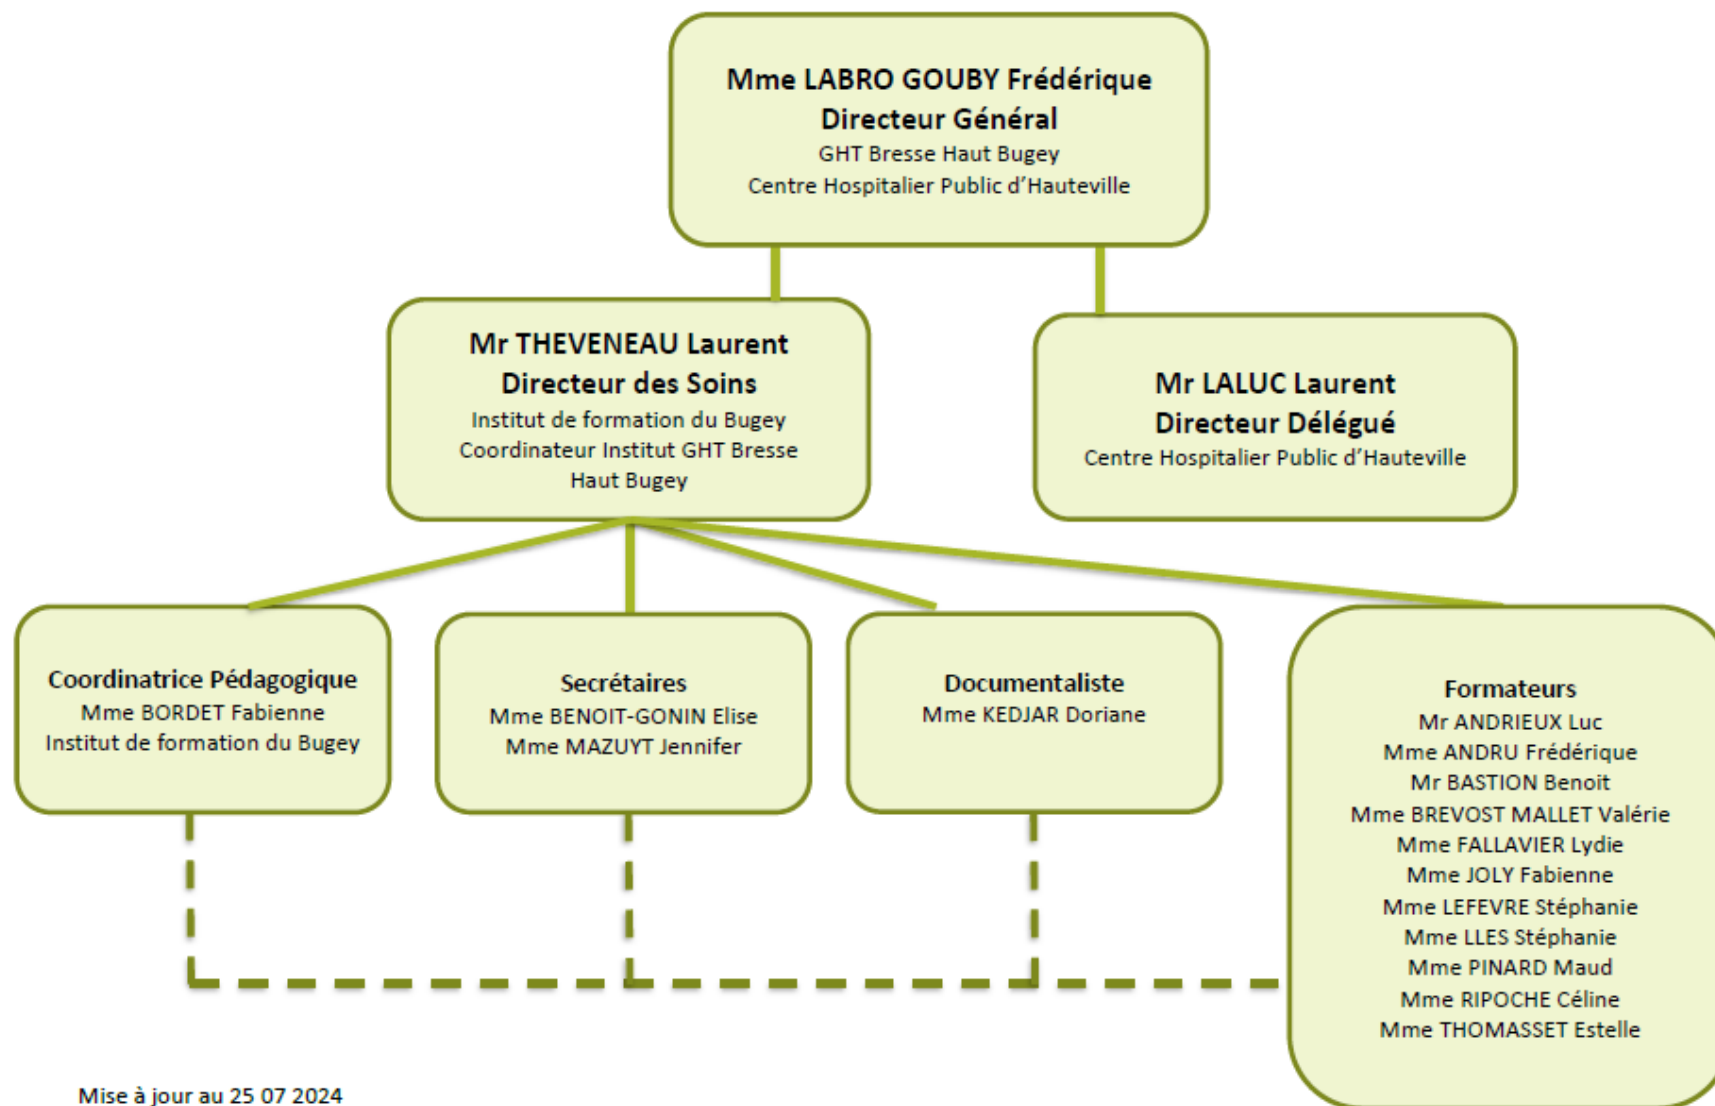 Mme LABRO GOUBY Frédérique
Directeur Général
GHT Bresse Haut Bugey
Centre Hospitalier Public d’Hauteville
Mr THEVENEAU Laurent
Directeur des Soins
Institut de formation du Bugey
Coordinateur Institut GHT Bresse
Haut Bugey
Mr LALUC Laurent
Directeur Délégué
Centre Hospitalier Public d’Hauteville
Coordinatrice Pédagogique
Mme BORDET Fabienne
Institut de formation du Bugey
Secrétaires
Mme BENOIT-GONIN Elise
Mme MAZUYT Jennifer
Documentaliste
Mme KEDJAR Doriane
Formateurs
Mr ANDRIEUX Luc
Mme ANDRU Frédérique
Mr BASTION Benoit
Mme BREVOST MALLET Valérie
Mme FALLAVIER Lydie
Mme JOLY Fabienne
Mme LEFEVRE Stéphanie
Mme LLES Stéphanie
Mme PINARD Maud
Mme RIPOCHE Céline
Mme THOMASSET Estelle
Mise à jour au 25 07 2024